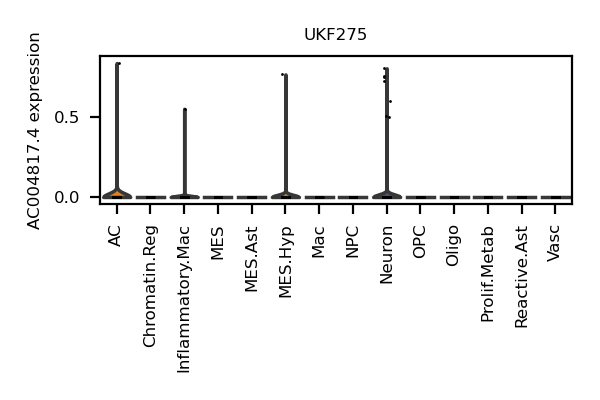 UKF275
AC004817.4 expression
0.5
0.0
AC
Chromatin.Reg
Inflammatory.Mac
MES
MES.Ast
MES.Hyp
Mac
NPC
Neuron
OPC
Oligo
Prolif.Metab
Reactive.Ast
Vasc